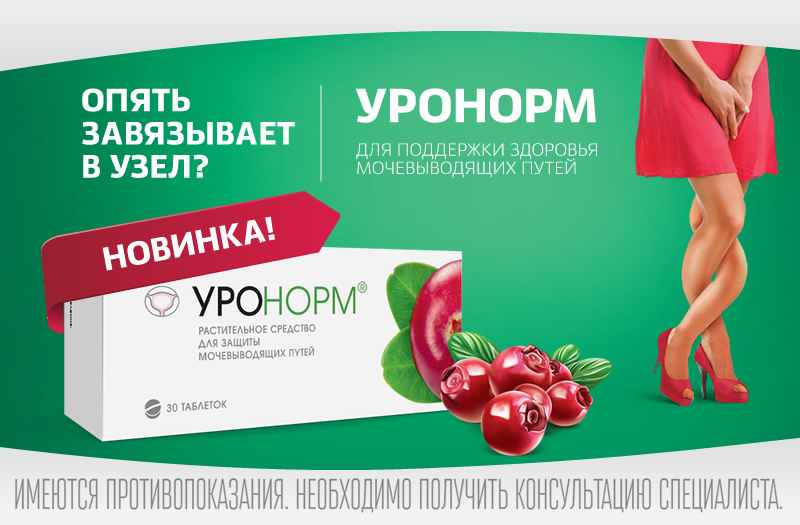 ОПЯТЬ
ЗАВЯЗЫВАЕТ
В УЗЕЛ?
УРОНОРМ
ДЛЯ ПОДДЕРЖКИ ЗДОРОВЬЯ
МОЧЕВЫВОДЯЩИХ ПУТЕЙ
НОВИНКА!
УРОНОРМ®
РАСТИТЕЛЬНОЕ СРЕДСТВО
ДЛЯ ЗАЩИТЫ
МОЧЕВЫВОДЯЩИХ ПУТЕЙ
30 ТАБЛЕТОК
ИМЕЮТСЯ ПРОТИВОПОКАЗАНИЯ. НЕОБХОДИМО ПОЛУЧИТЬ КОНСУЛЬТАЦИЮ СПЕЦИАЛИСТА.